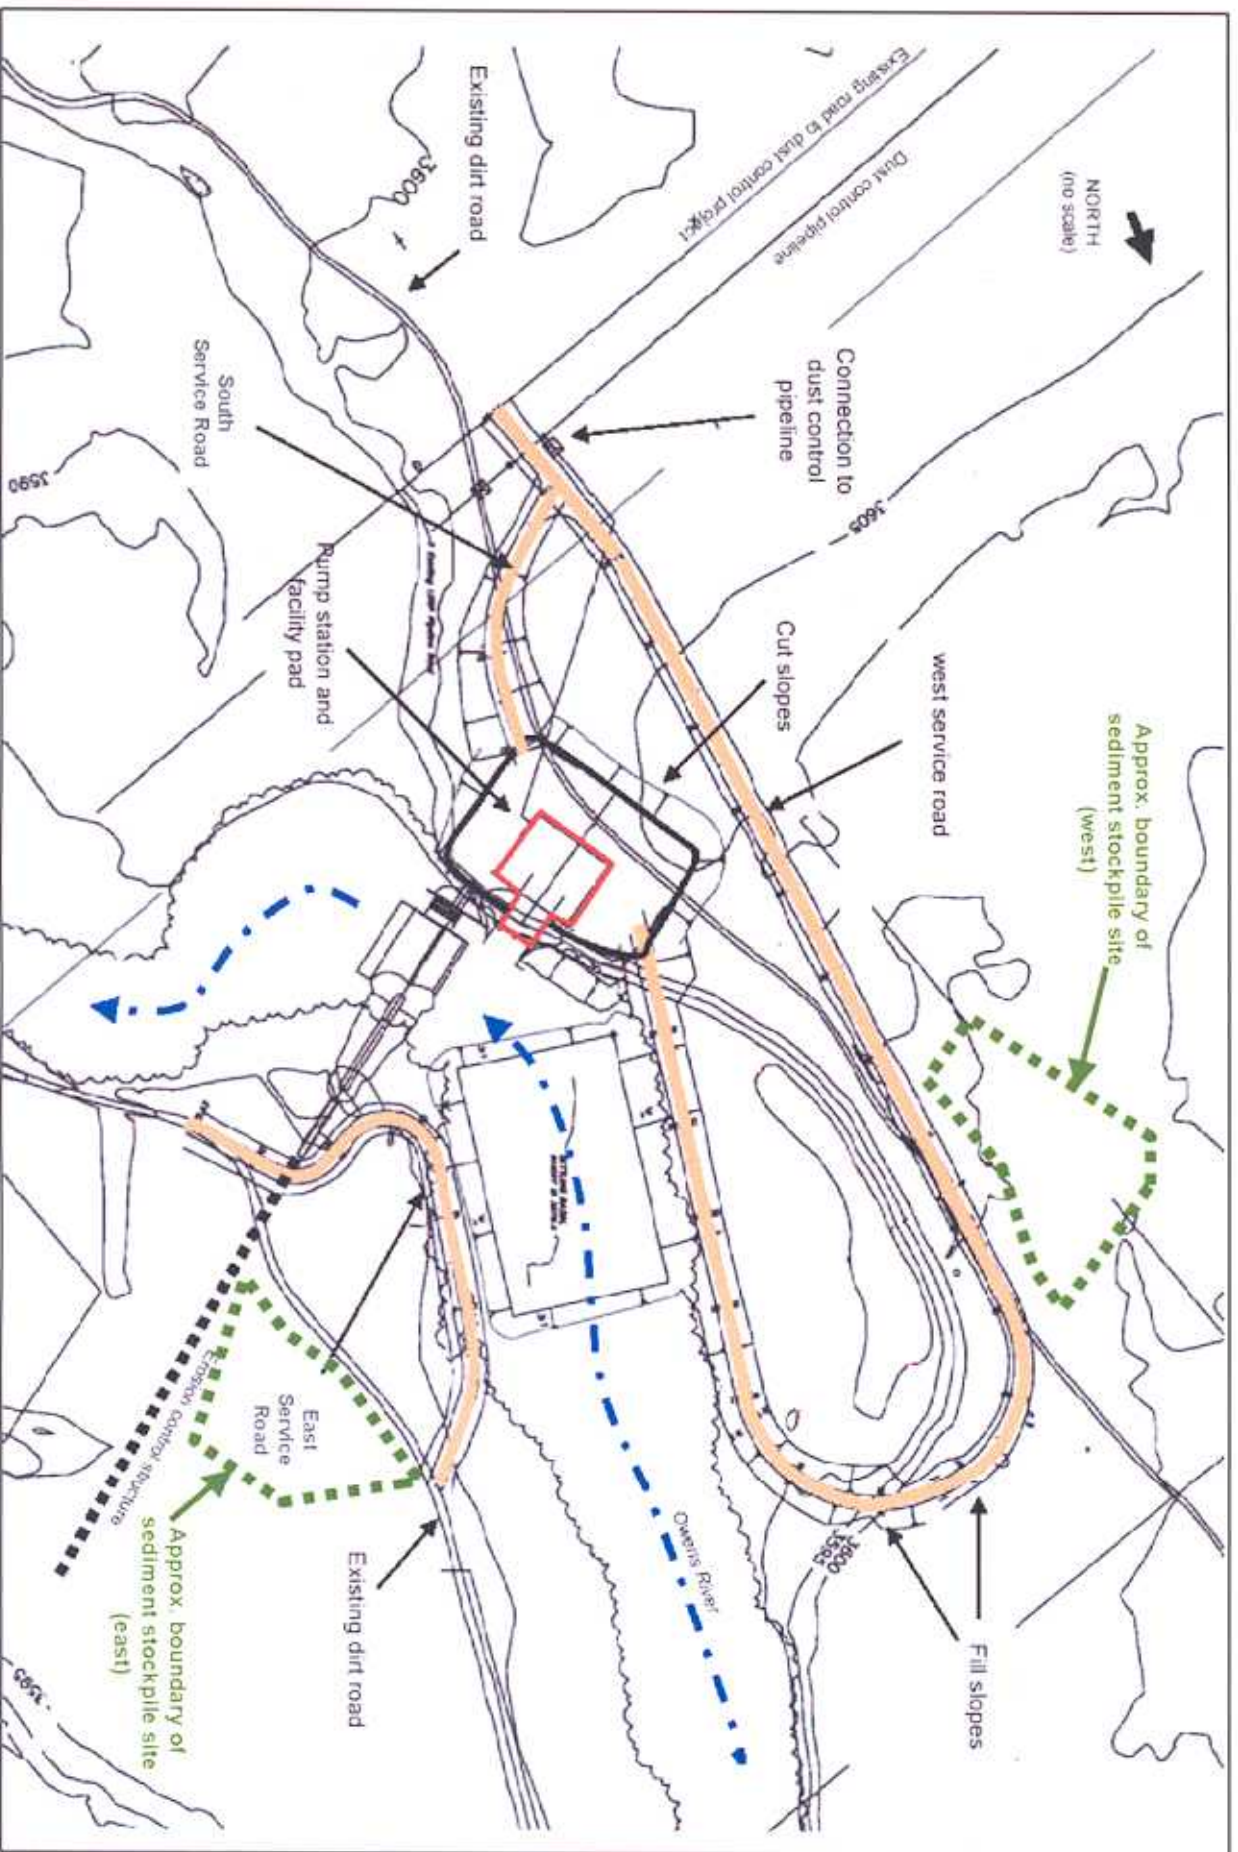 NORTH
(no scale)
Existing road to dust control project
Dust control pipeline
Existing dirt road
3600
Connection to
dust control
pipeline
3605
South
Service Road
3590
Pump station and
facility pad
Cut slopes
west service road
Approx. boundary of
sediment stockpile site
(west)
Owens River
3600
3595
Fill slopes
East
Service
Road
Erosion control structure
Approx. boundary of
sediment stockpile site
(east)
Existing dirt road
3595